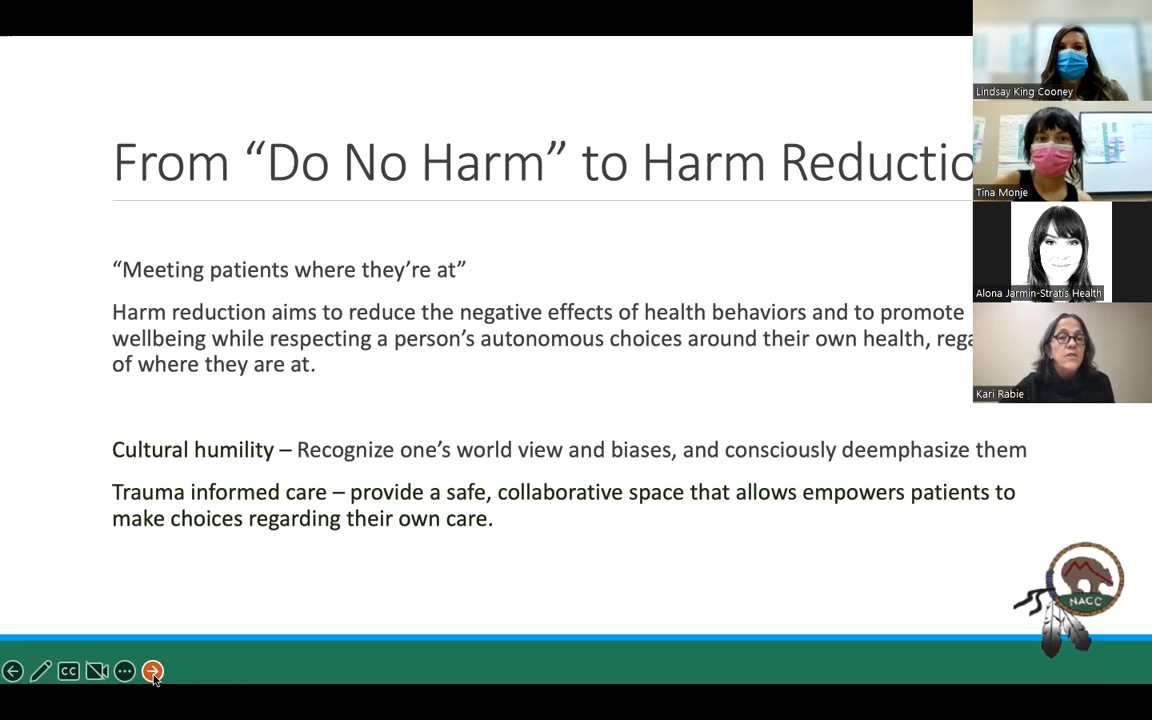 From “Do No Harm” to Harm Reductio
“Meeting patients where they’re at”
Harm reduction aims to reduce the negative effects of health behaviors and to promote
wellbeing while respecting a person’s autonomous choices around their own health, rega
of where they are at.
Cultural humility – Recognize one’s world view and biases, and consciously deemphasize them
Trauma informed care – provide a safe, collaborative space that allows empowers patients to
make choices regarding their own care.
NACC
CC
Lindsay King Cooney
Tina Monje
Alona Jarmin-Stratis Health
Kari Rabie